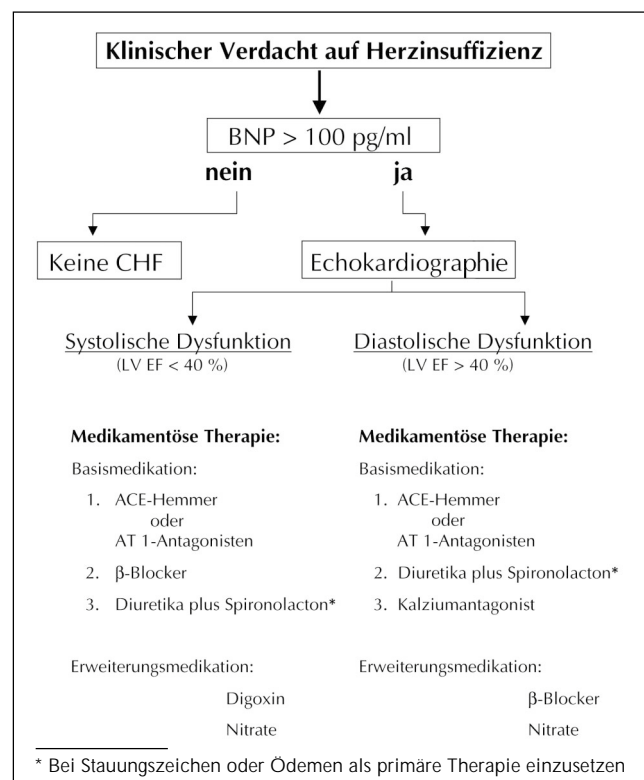 Klinischer Verdacht auf Herzinsuffizienz
BNP > 100 pg/ml
nein
ja
Keine CHF
Echokardiographie
Systolische Dysfunktion
(LV EF < 40 %)
Diastolische Dysfunktion
(LV EF > 40 %)
Medikamentöse Therapie:
Basismedikation:
1. ACE-Hemmer
oder
AT 1-Antagonisten
2. β-Blocker
3. Diuretika plus Spironolacton*
Erweiterungsmedikation:
Digoxin
Nitrate
Medikamentöse Therapie:
Basismedikation:
1. ACE-Hemmer
oder
AT 1-Antagonisten
2. Diuretika plus Spironolacton*
3. Kalziumantagonist
Erweiterungsmedikation:
β-Blocker
Nitrate
* Bei Stauungszeichen oder Ödemen als primäre Therapie einzusetzen